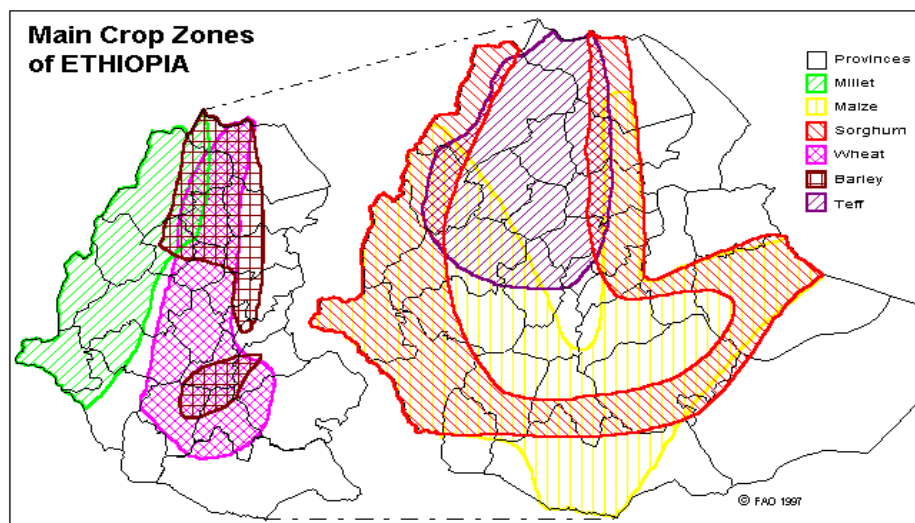 Main Crop Zones
of ETHIOPIA
Provinces
Millet
Maize
Sorghum
Wheat
Barley
Teff
© FAO 1997